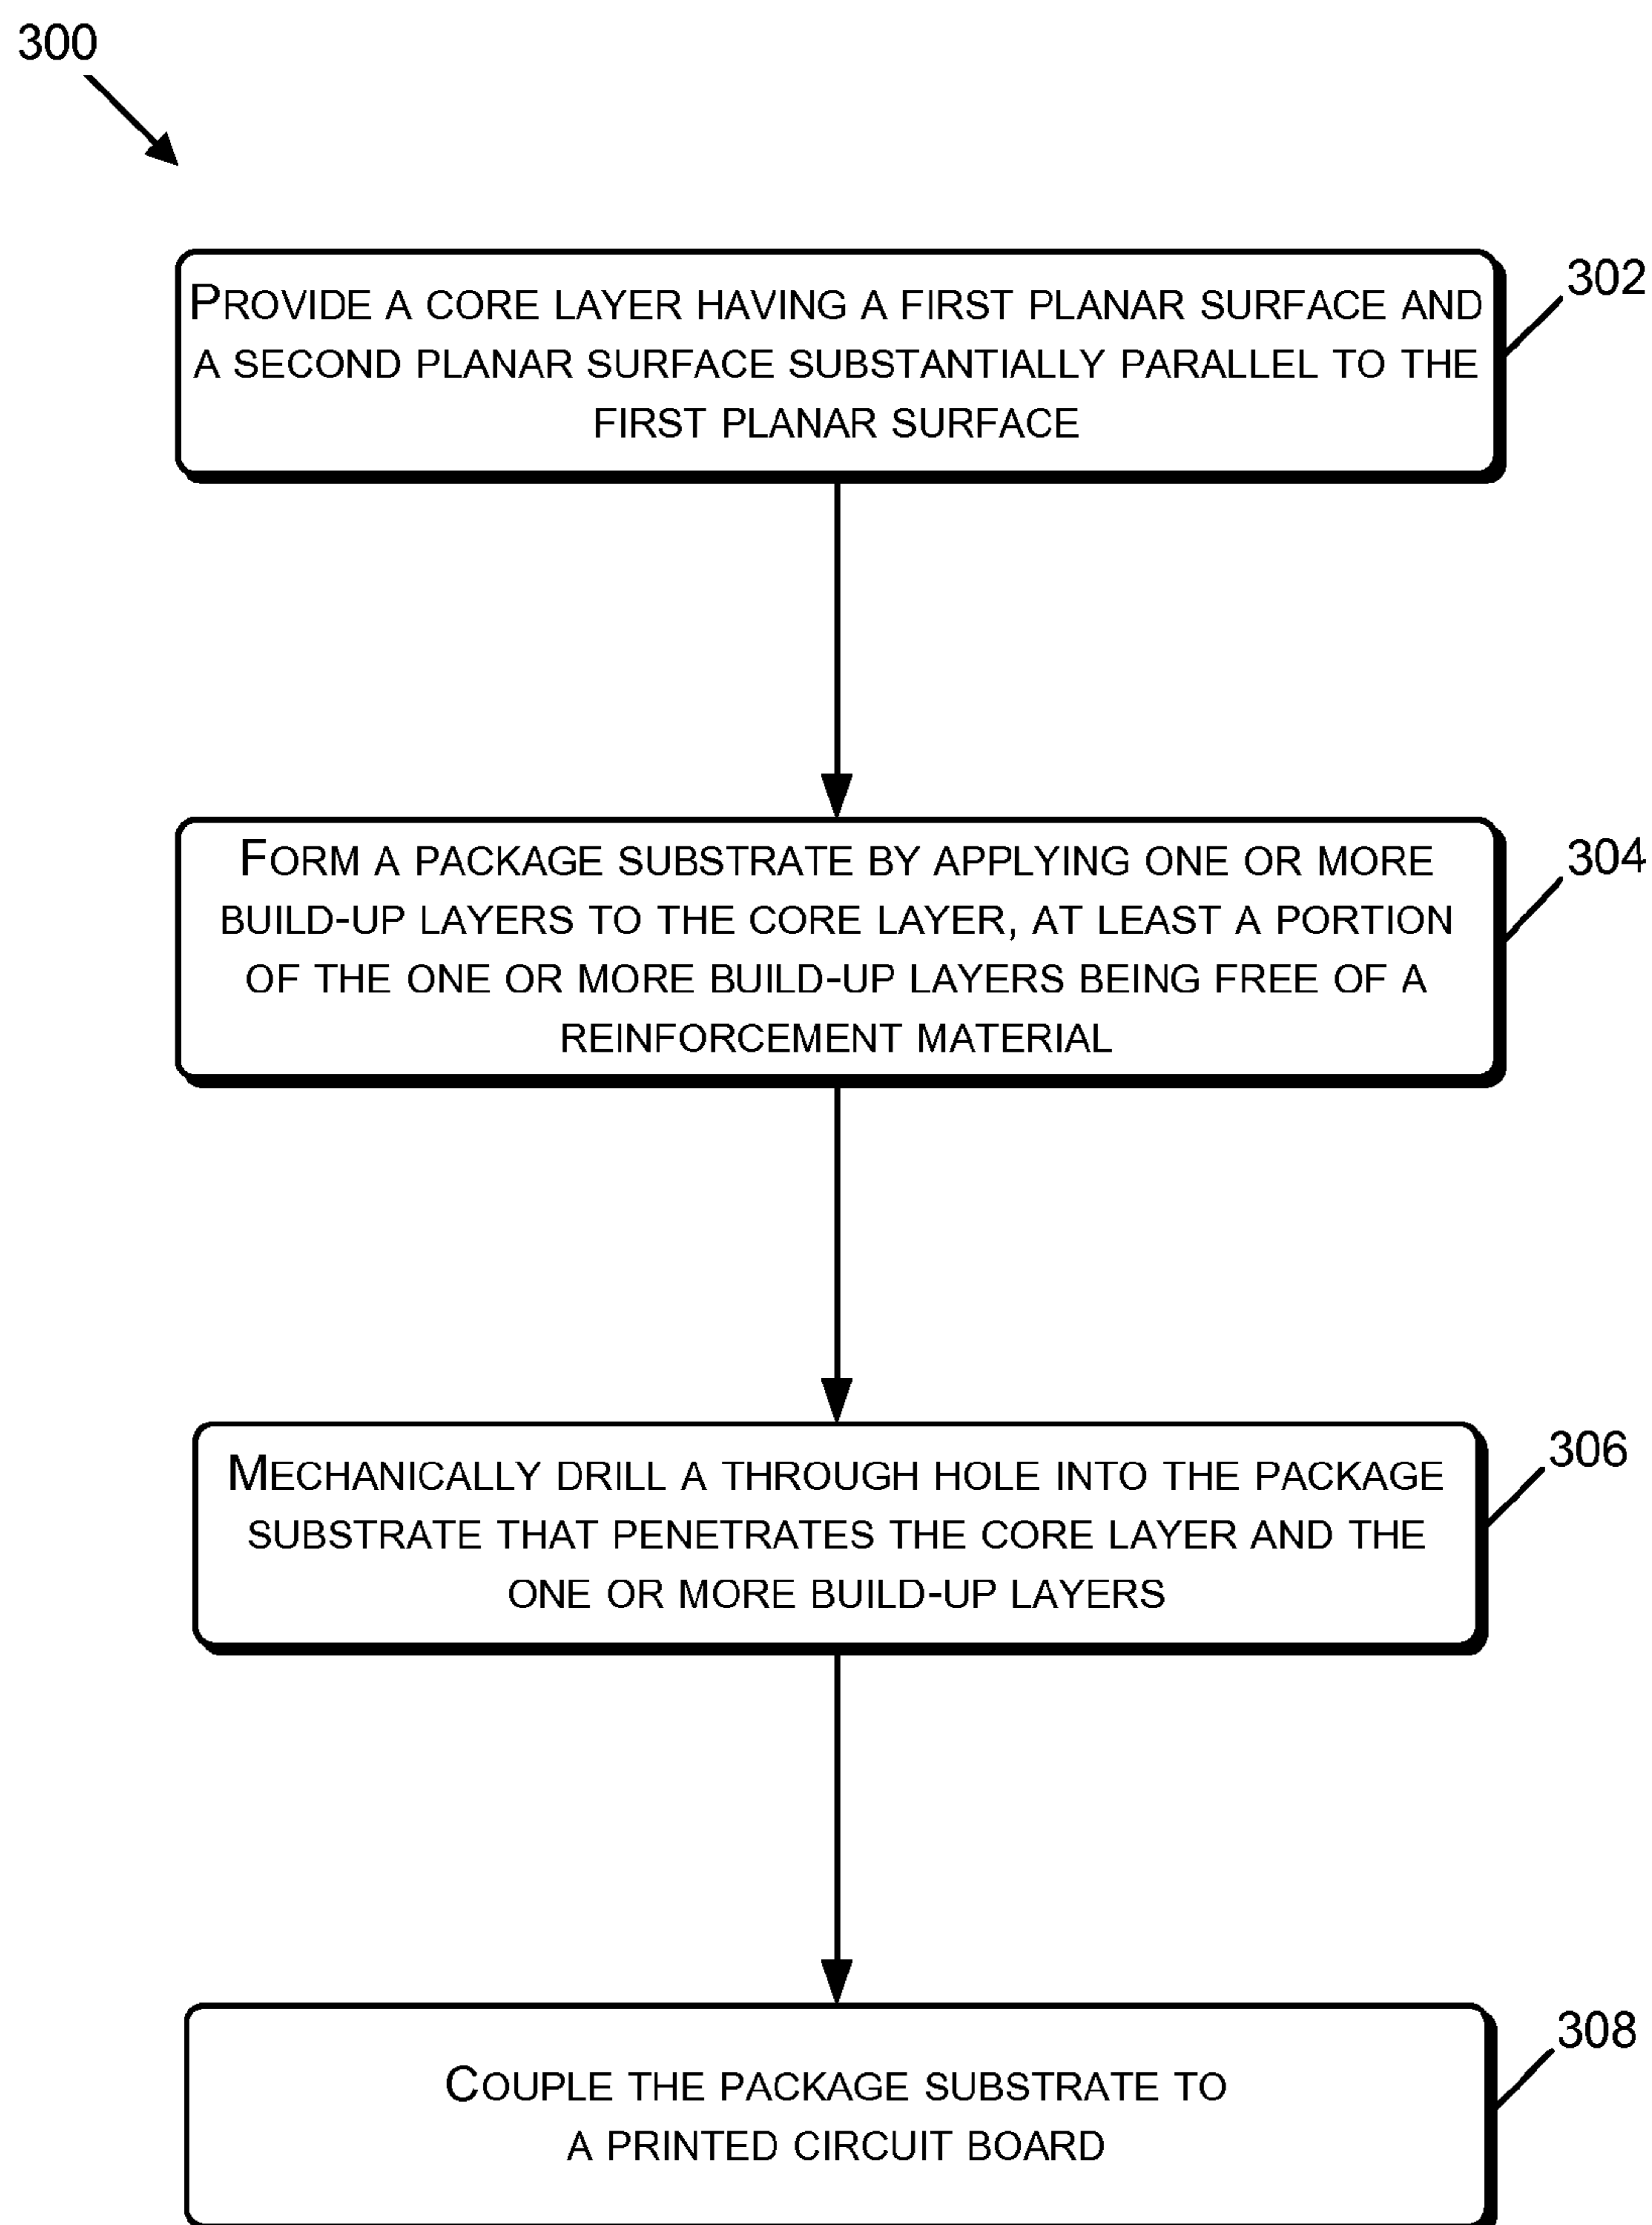 300
PROVIDE A CORE LAYER HAVING A FIRST PLANAR SURFACE AND
A SECOND PLANAR SURFACE SUBSTANTIALLY PARALLEL TO THE
FIRST PLANAR SURFACE
302
FORM A PACKAGE SUBSTRATE BY APPLYING ONE OR MORE
BUILD-UP LAYERS TO THE CORE LAYER, AT LEAST A PORTION
OF THE ONE OR MORE BUILD-UP LAYERS BEING FREE OF A
REINFORCEMENT MATERIAL
304
MECHANICALLY DRILL A THROUGH HOLE INTO THE PACKAGE
SUBSTRATE THAT PENETRATES THE CORE LAYER AND THE
ONE OR MORE BUILD-UP LAYERS
306
COUPLE THE PACKAGE SUBSTRATE TO
A PRINTED CIRCUIT BOARD
308